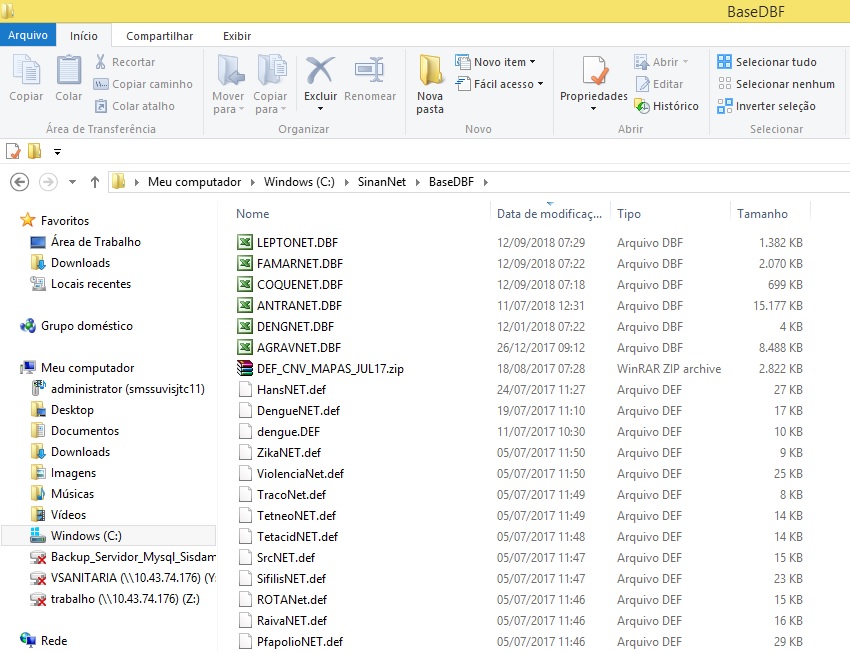 BaseDBF
Arquivo Início Compartilhar Exibir
Copiar
Colar
Recortar
Copiar caminho
Colar atalho
Área de Transferência
Mover para
Copiar para
Excluir
Renomear
Organizar
Nova pasta
Novo item
Fácil acesso
Novo
Propriedades
Abrir
Editar
Histórico
Abrir
Selecionar tudo
Selecionar nenhum
Inverter seleção
Selecionar
Meu computador Windows (C:) SinanNet BaseDBF
Favoritos
Área de Trabalho
Downloads
Locais recentes
Grupo doméstico
Meu computador
administrator (smssuvisjtc11)
Desktop
Documentos
Downloads
Imagens
Músicas
Vídeos
Windows (C:)
Backup_Servidor_Mysql_Sisdam
VSANITARIA (\\10.43.74.176) (Y:
trabalho (\\10.43.74.176) (Z:)
Rede
Nome Data de modificaç... Tipo Tamanho
LEPTONET.DBF 12/09/2018 07:29 Arquivo DBF 1.382 KB
FAMARNET.DBF 12/09/2018 07:22 Arquivo DBF 2.070 KB
COQUENET.DBF 12/09/2018 07:18 Arquivo DBF 699 KB
ANTRANET.DBF 11/07/2018 12:31 Arquivo DBF 15.177 KB
DENGNET.DBF 12/01/2018 07:22 Arquivo DBF 4 KB
AGRAVNET.DBF 26/12/2017 09:12 Arquivo DBF 8.488 KB
DEF_CNV_MAPAS_JUL17.zip 18/08/2017 07:28 WinRAR ZIP archive 2.822 KB
HansNET.def 24/07/2017 11:27 Arquivo DEF 27 KB
DengueNET.def 19/07/2017 11:10 Arquivo DEF 17 KB
dengue.DEF 11/07/2017 10:30 Arquivo DEF 10 KB
ZikaNET.def 05/07/2017 11:50 Arquivo DEF 9 KB
ViolenciaNet.def 05/07/2017 11:50 Arquivo DEF 25 KB
TracoNet.def 05/07/2017 11:49 Arquivo DEF 8 KB
TetneoNET.def 05/07/2017 11:49 Arquivo DEF 14 KB
TetacidNET.def 05/07/2017 11:48 Arquivo DEF 14 KB
SrcNET.def 05/07/2017 11:47 Arquivo DEF 15 KB
SifilisNET.def 05/07/2017 11:47 Arquivo DEF 23 KB
ROTANet.def 05/07/2017 11:46 Arquivo DEF 15 KB
RaivaNET.def 05/07/2017 11:46 Arquivo DEF 16 KB
PfapolioNET.def 05/07/2017 11:46 Arquivo DEF 29 KB